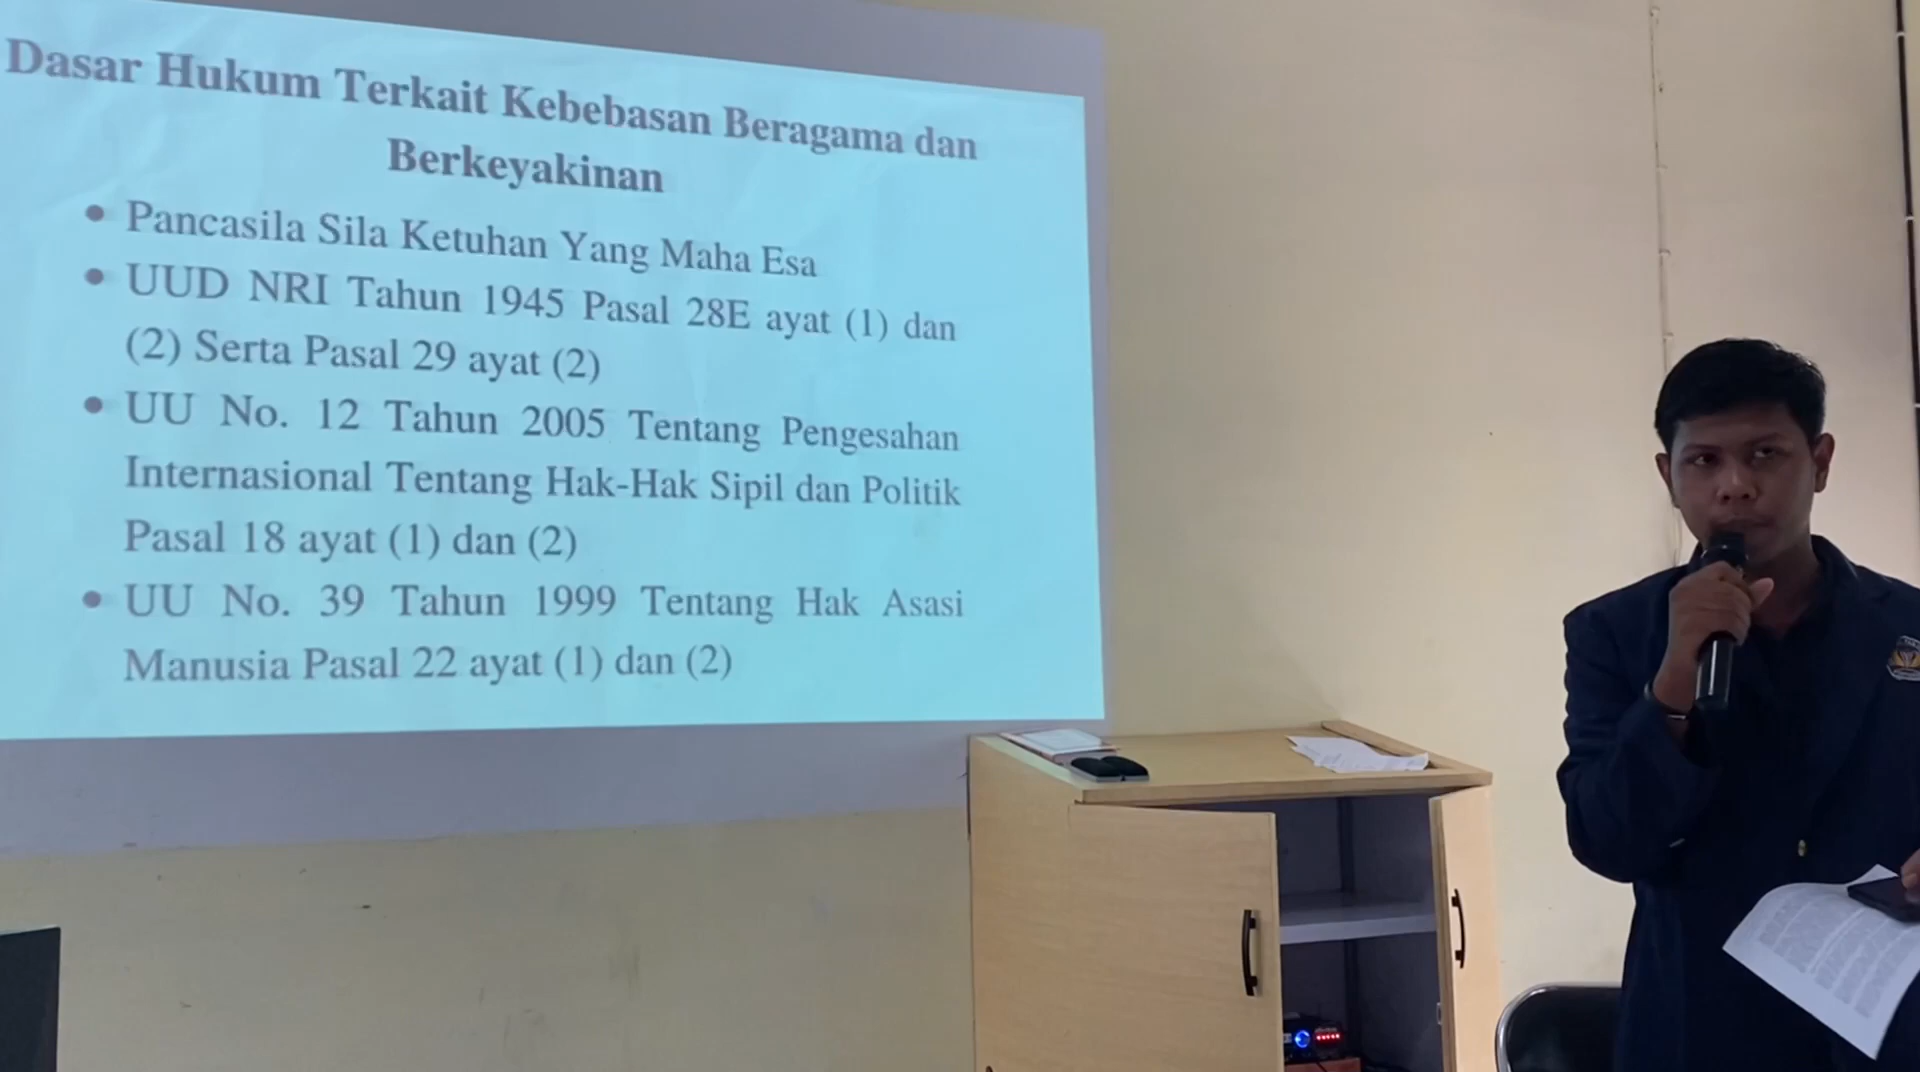 Dasar Hukum Terkait Kebebasan Beragama dan
Berkeyakinan
• Pancasila Sila Ketuhan Yang Maha Esa
• UUD NRI Tahun 1945 Pasal 28E ayat (1) dan
(2) Serta Pasal 29 ayat (2)
• UU No. 12 Tahun 2005 Tentang Pengesahan
Internasional Tentang Hak-Hak Sipil dan Politik
Pasal 18 ayat (1) dan (2)
• UU No. 39 Tahun 1999 Tentang Hak Asasi
Manusia Pasal 22 ayat (1) dan (2)